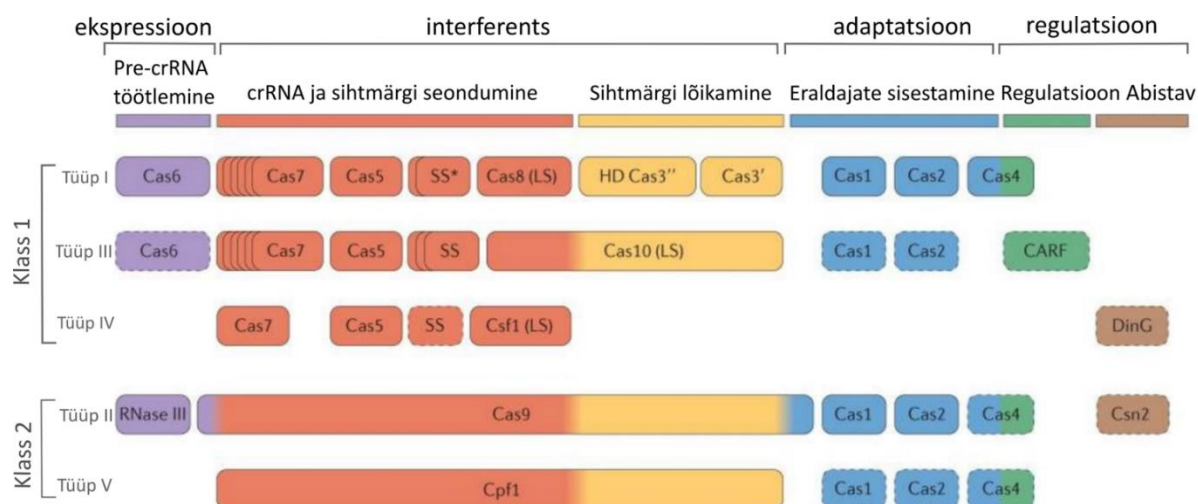 ekspressioon interferents adaptatsioon regulatsioon
Pre-crRNA
töötlemine crRNA ja sihtmärgi seondumine Sihtmärgi lõikamine Eraldajate sisestamine Regulatsioon Abistav
Klass 1
Tüüp I Cas6 Cas7 Cas5 SS* Cas8 (LS) HD Cas3'' Cas3' Cas1 Cas2 Cas4
Tüüp III Cas6 Cas7 Cas5 SS Cas10 (LS) Cas1 Cas2 CARF
Tüüp IV Cas7 Cas5 SS Csf1 (LS) DinG
Klass 2
Tüüp II RNase III Cas9 Cas1 Cas2 Cas4 Csn2
Tüüp V Cpf1 Cas1 Cas2 Cas4